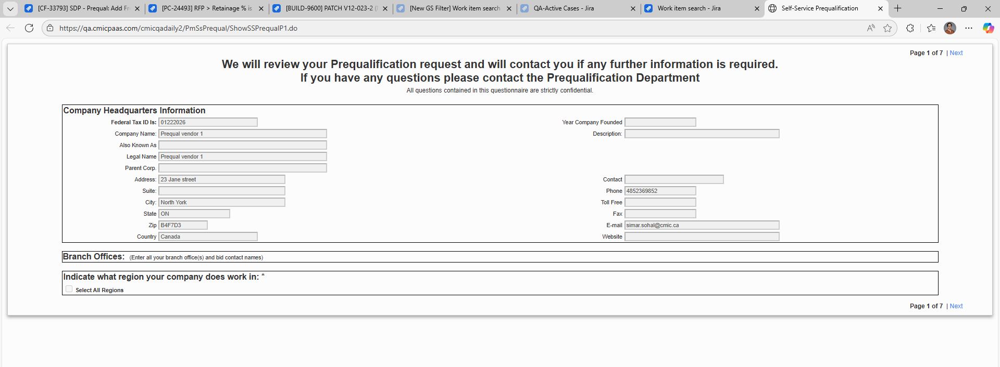 [CF-33793] SDP - Prequal: Add Fr
[PC-24493] RFP > Retainage % is
[BUILD-9600] PATCH V12-023-2 (
[New GS Filter] Work item search
QA-Active Cases - Jira
Work item search - Jira
Self-Service Prequalification
https://qa.cmicpaas.com/cmicqadaily2/PmSsPrequal/ShowSSPrequalP1.do
Page 1 of 7 | Next
We will review your Prequalification request and will contact you if any further information is required.
If you have any questions please contact the Prequalification Department
All questions contained in this questionnaire are strictly confidential.
Company Headquarters Information
Federal Tax ID Is: 01222026 Year Company Founded
Company Name: Prequal vendor 1 Description:
Also Known As
Legal Name Prequal vendor 1
Parent Corp.
Address: 23 Jane street Contact
Suite: Phone 4852369852
City: North York Toll Free
State ON Fax
Zip B4F7D3 E-mail simar.sohal@cmic.ca
Country Canada Website
Branch Offices: (Enter all your branch office(s) and bid contact names)
Indicate what region your company does work in: *
Select All Regions
Page 1 of 7 | Next